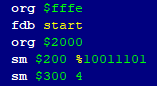 org $fffe
fdb start
org $2000
sm $200 %10011101
sm $300 4